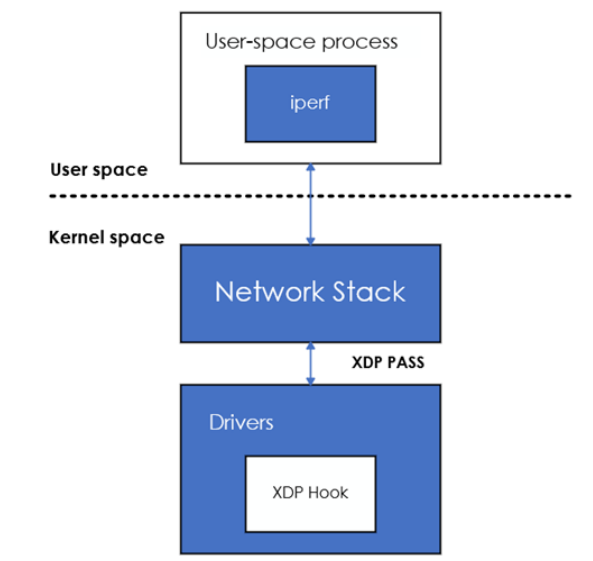 User-space process
iperf
User space
Kernel space
Network Stack
XDP PASS
Drivers
XDP Hook